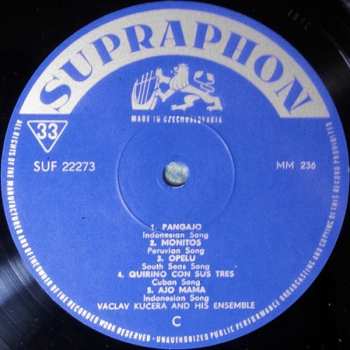 SUPRAPHON
MADE IN CZECHOSLOVAKIA
33
SUF 22273
MM 236
1. PANGAJO
Indonesian Song
2. MONITOS
Peruvian Song
3. OPELU
South Seas Song
4. QUIRINO CON SUS TRES
Cuban Song
5. AJO MAMA
Indonesian Song
VACLAV KUCERA AND HIS ENSEMBLE
C
ALL RIGHTS OF THE MANUFACTURER AND OF THE OWNER OF THE RECORDED WORK RESERVED · UNAUTHORIZED PUBLIC PERFORMANCE BROADCASTING AND COPYING OF THIS RECORD PROHIBITED